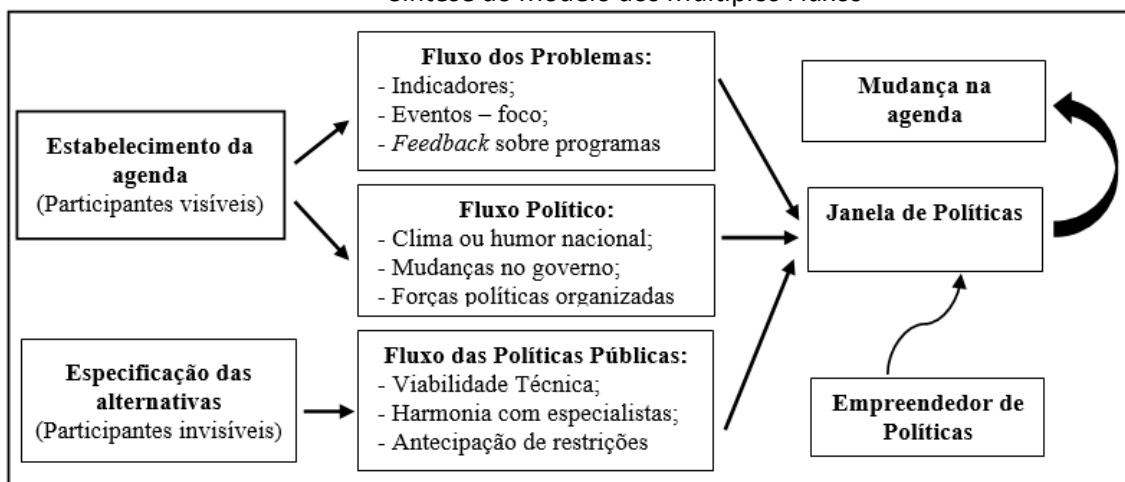 Síntese do Modelo dos Múltiplos Fluxos
Estabelecimento da
agenda
(Participantes visíveis)
Fluxo dos Problemas:
- Indicadores;
- Eventos – foco;
- Feedback sobre programas
Fluxo Político:
- Clima ou humor nacional;
- Mudanças no governo;
- Forças políticas organizadas
Especificação das
alternativas
(Participantes invisíveis)
Fluxo das Políticas Públicas:
- Viabilidade Técnica;
- Harmonia com especialistas;
- Antecipação de restrições
Mudança na
agenda
Janela de Políticas
Empreendedor de
Políticas